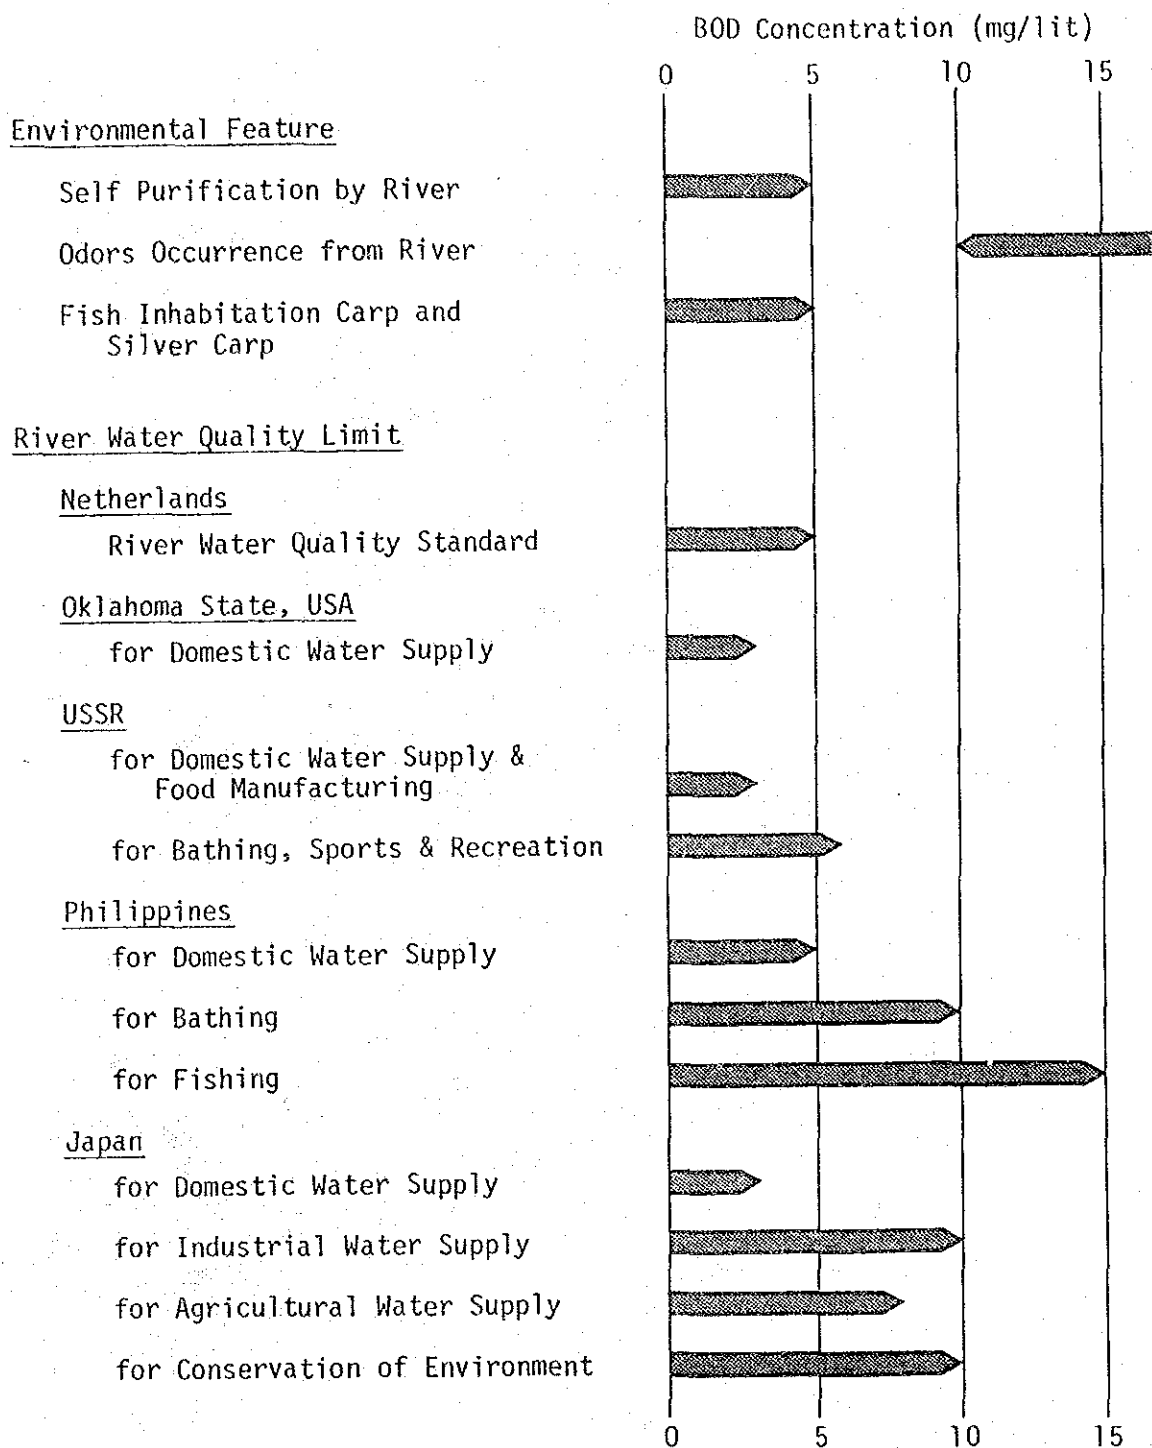 BOD Concentration (mg/lit)
0 5 10 15
Environmental Feature
Self Purification by River
Odors Occurrence from River
Fish Inhabitation Carp and
Silver Carp
River Water Quality Limit
Netherlands
River Water Quality Standard
Oklahoma State, USA
for Domestic Water Supply
USSR
for Domestic Water Supply &
Food Manufacturing
for Bathing, Sports & Recreation
Philippines
for Domestic Water Supply
for Bathing
for Fishing
Japan
for Domestic Water Supply
for Industrial Water Supply
for Agricultural Water Supply
for Conservation of Environment
0 5 10 15